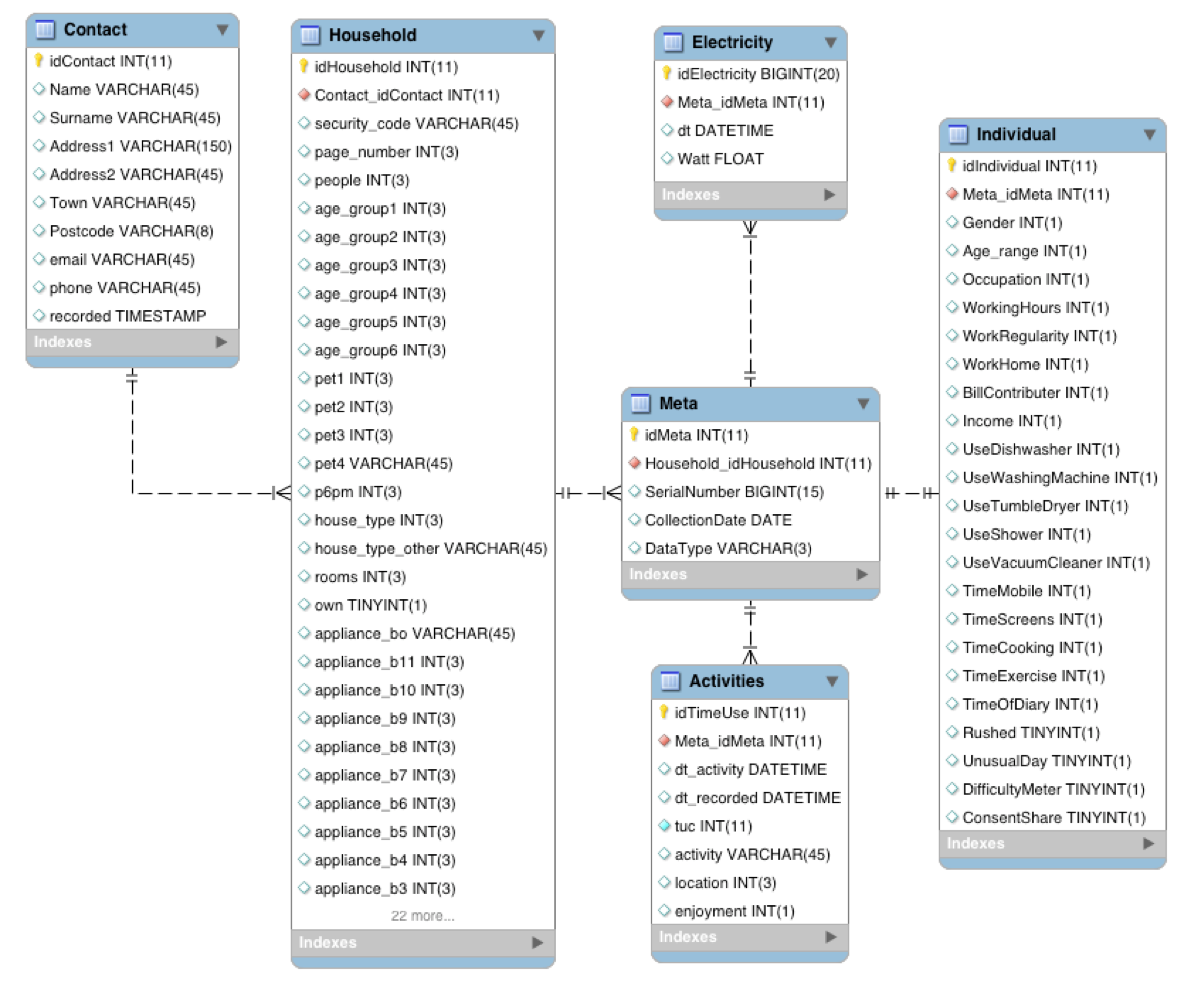 Contact
idContact INT(11)
Name VARCHAR(45)
Surname VARCHAR(45)
Address1 VARCHAR(150)
Address2 VARCHAR(45)
Town VARCHAR(45)
Postcode VARCHAR(8)
email VARCHAR(45)
phone VARCHAR(45)
recorded TIMESTAMP
Indexes
Household
idHousehold INT(11)
Contact_idContact INT(11)
security_code VARCHAR(45)
page_number INT(3)
people INT(3)
age_group1 INT(3)
age_group2 INT(3)
age_group3 INT(3)
age_group4 INT(3)
age_group5 INT(3)
age_group6 INT(3)
pet1 INT(3)
pet2 INT(3)
pet3 INT(3)
pet4 VARCHAR(45)
p6pm INT(3)
house_type INT(3)
house_type_other VARCHAR(45)
rooms INT(3)
own TINYINT(1)
appliance_bo VARCHAR(45)
appliance_b11 INT(3)
appliance_b10 INT(3)
appliance_b9 INT(3)
appliance_b8 INT(3)
appliance_b7 INT(3)
appliance_b6 INT(3)
appliance_b5 INT(3)
appliance_b4 INT(3)
appliance_b3 INT(3)
22 more...
Indexes
Electricity
idElectricity BIGINT(20)
Meta_idMeta INT(11)
dt DATETIME
Watt FLOAT
Indexes
Meta
idMeta INT(11)
Household_idHousehold INT(11)
SerialNumber BIGINT(15)
CollectionDate DATE
DataType VARCHAR(3)
Indexes
Activities
idTimeUse INT(11)
Meta_idMeta INT(11)
dt_activity DATETIME
dt_recorded DATETIME
tuc INT(11)
activity VARCHAR(45)
location INT(3)
enjoyment INT(1)
Indexes
Individual
idIndividual INT(11)
Meta_idMeta INT(11)
Gender INT(1)
Age_range INT(1)
Occupation INT(1)
WorkingHours INT(1)
WorkRegularity INT(1)
WorkHome INT(1)
BillContributer INT(1)
Income INT(1)
UseDishwasher INT(1)
UseWashingMachine INT(1)
UseTumbleDryer INT(1)
UseShower INT(1)
UseVacuumCleaner INT(1)
TimeMobile INT(1)
TimeScreens INT(1)
TimeCooking INT(1)
TimeExercise INT(1)
TimeOfDiary INT(1)
Rushed TINYINT(1)
UnusualDay TINYINT(1)
DifficultyMeter TINYINT(1)
ConsentShare TINYINT(1)
Indexes